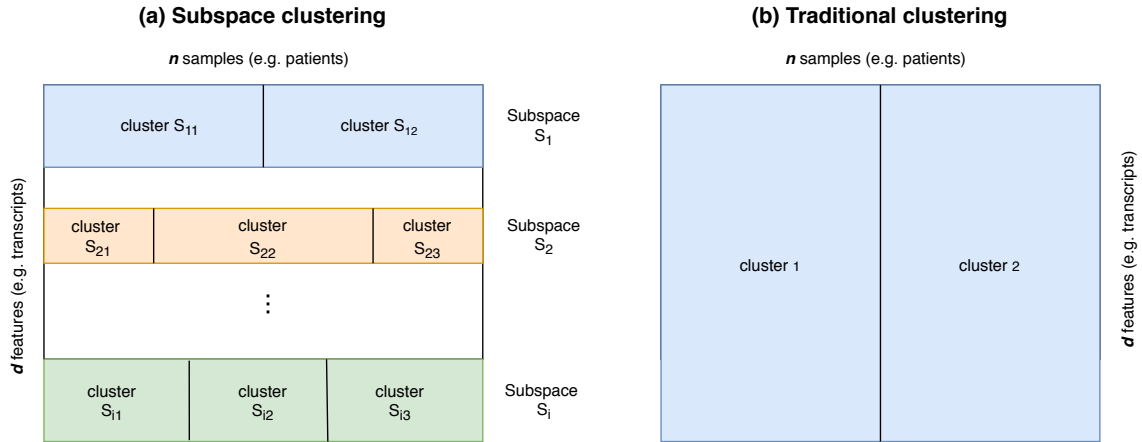 (a) Subspace clustering
n samples (e.g. patients)
d features (e.g. transcripts)
cluster S11
cluster S12
Subspace
S1
cluster
S21
cluster
S22
cluster
S23
Subspace
S2
⋮
cluster
Si1
cluster
Si2
cluster
Si3
Subspace
Si
(b) Traditional clustering
n samples (e.g. patients)
cluster 1
cluster 2
d features (e.g. transcripts)